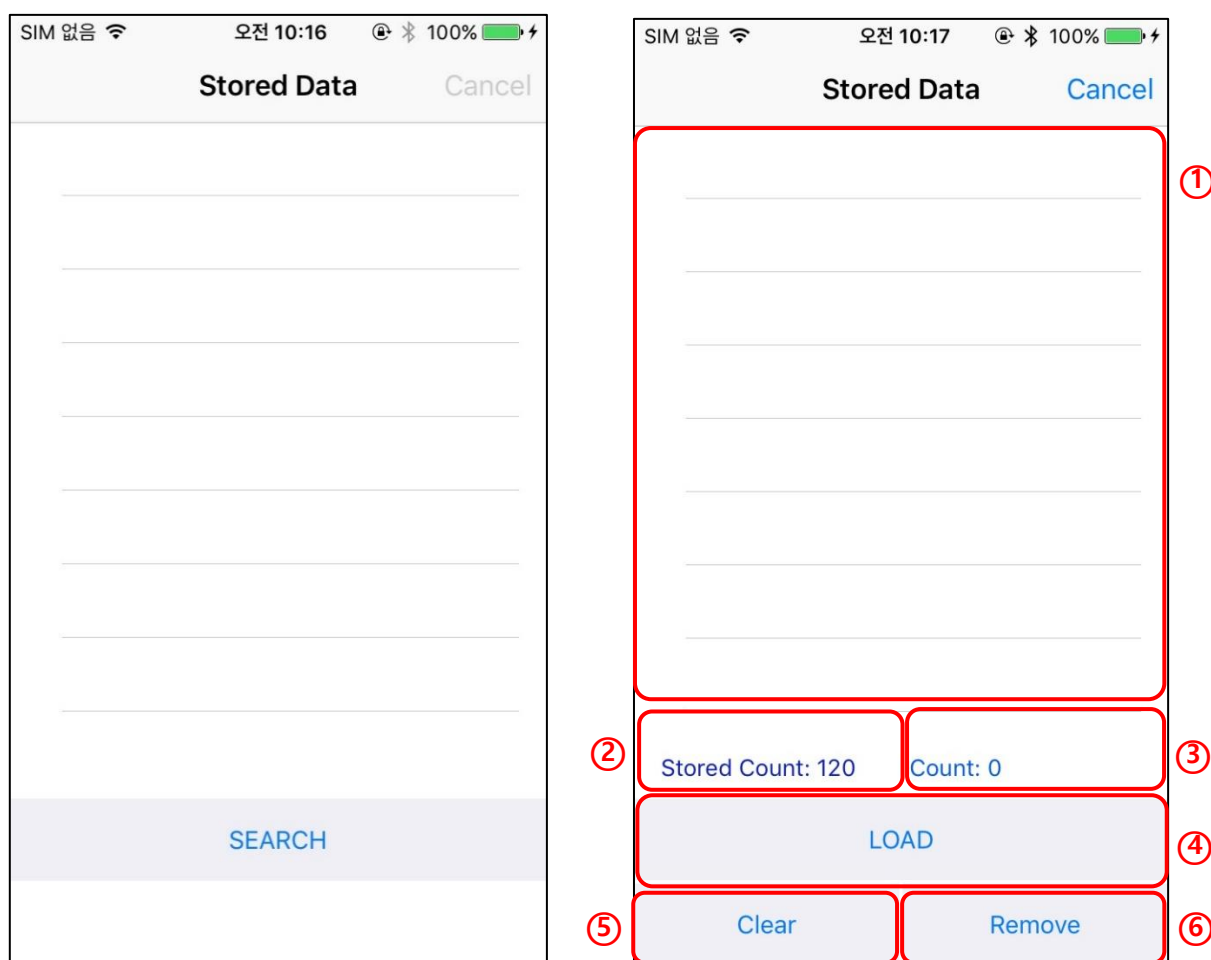 SIM 없음 오전 10:16 100%
Stored Data Cancel
SEARCH
SIM 없음 오전 10:17 100%
Stored Data Cancel
①
② Stored Count: 120 Count: 0 ③
LOAD ④
⑤ Clear Remove ⑥